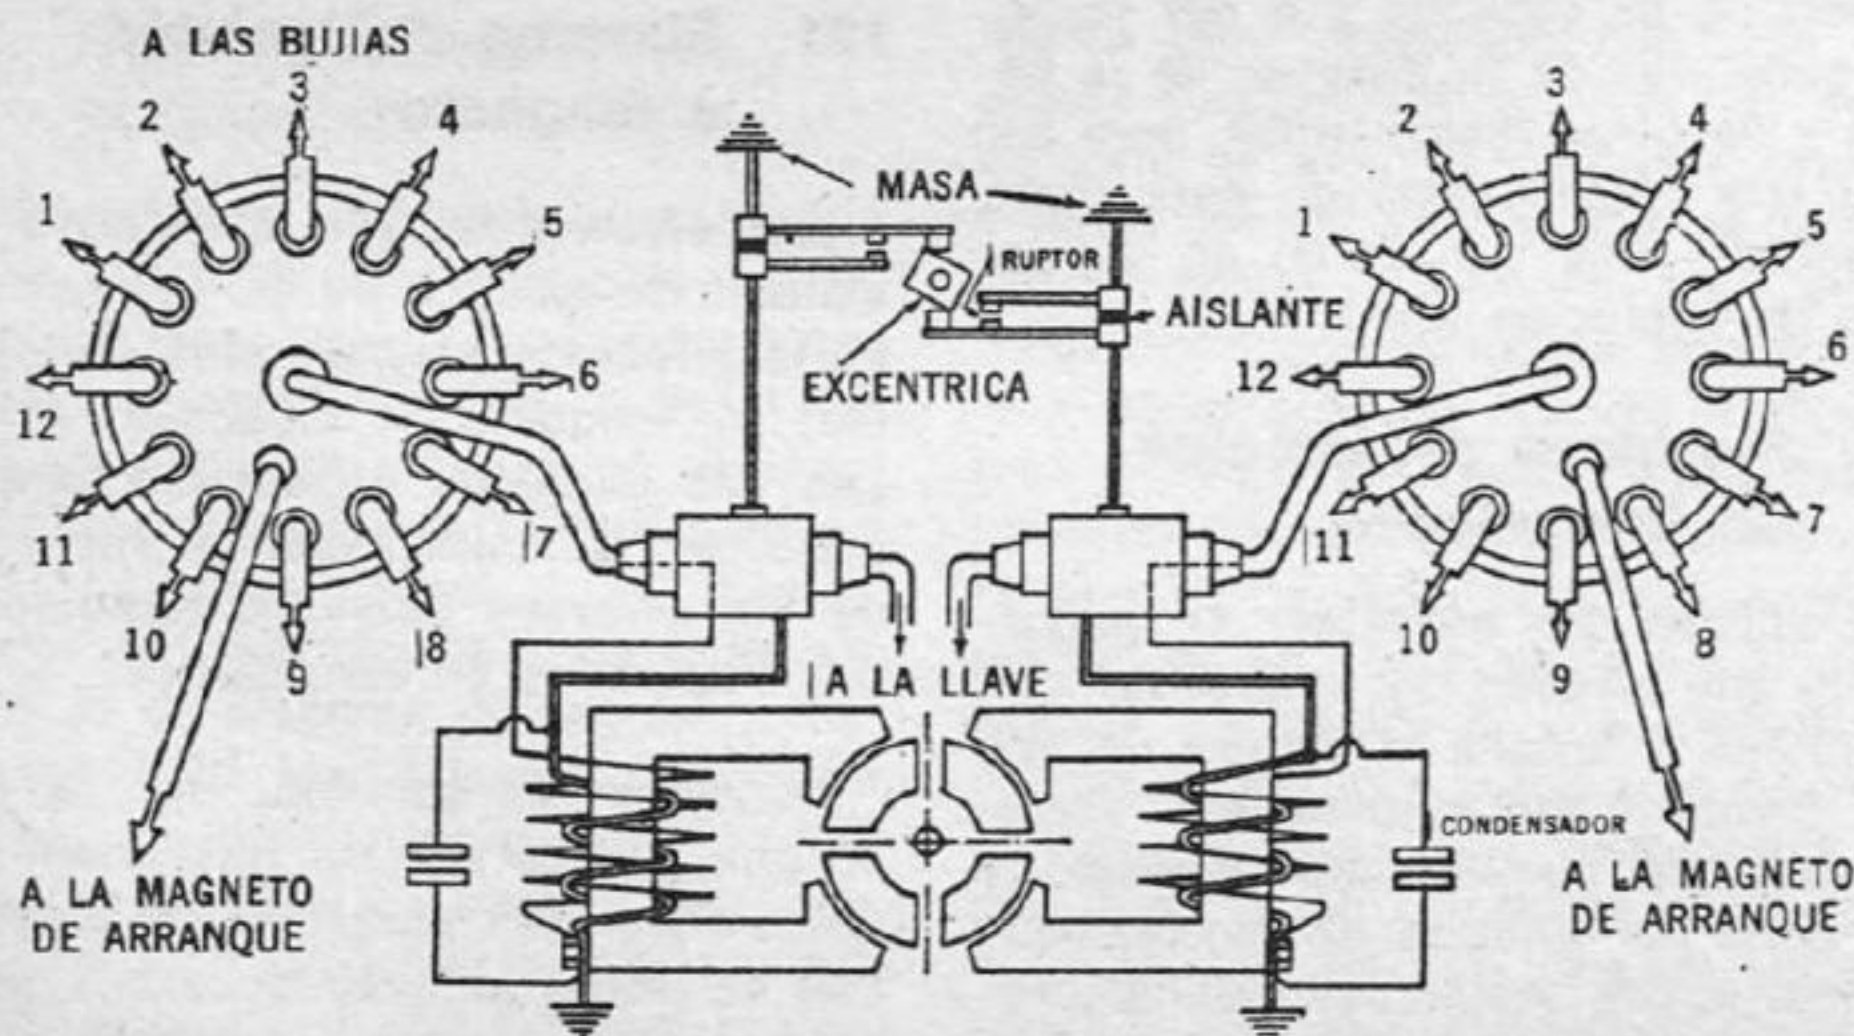 A LAS BUJIAS
1
2
3
4
5
6
7
8
9
10
11
12
MASA
RUPTOR
AISLANTE
EXCENTRICA
1
2
3
4
5
6
7
8
9
10
11
12
A LA LLAVE
CONDENSADOR
A LA MAGNETO
DE ARRANQUE
A LA MAGNETO
DE ARRANQUE